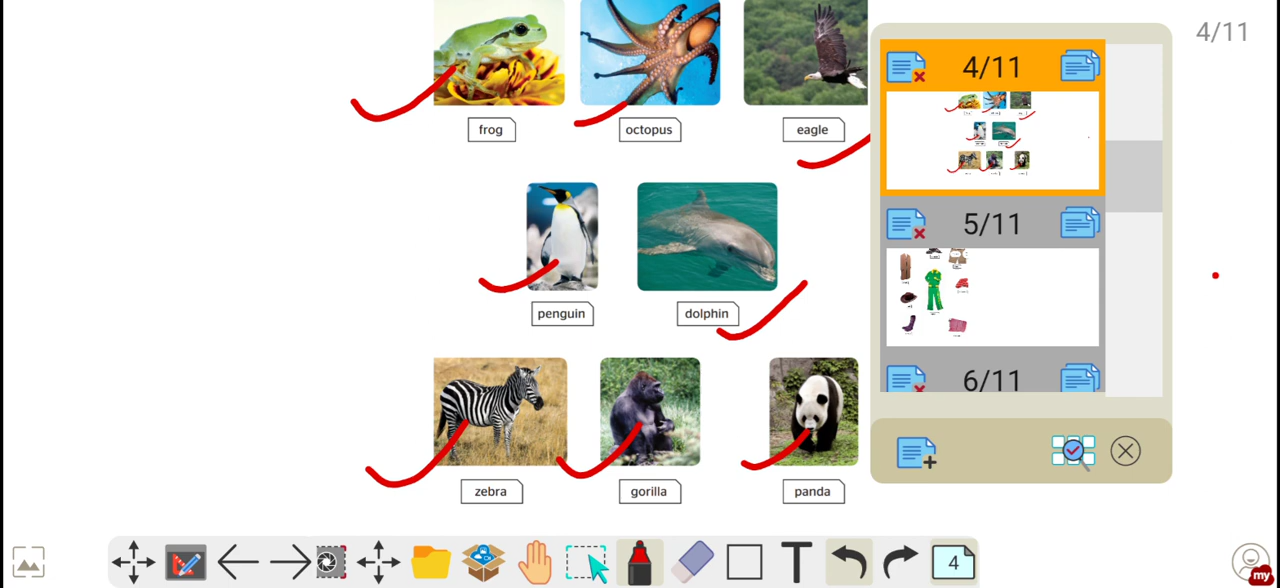 4/11
4/11
frog octopus eagle
5/11
penguin dolphin
6/11
zebra gorilla panda
T 4
my